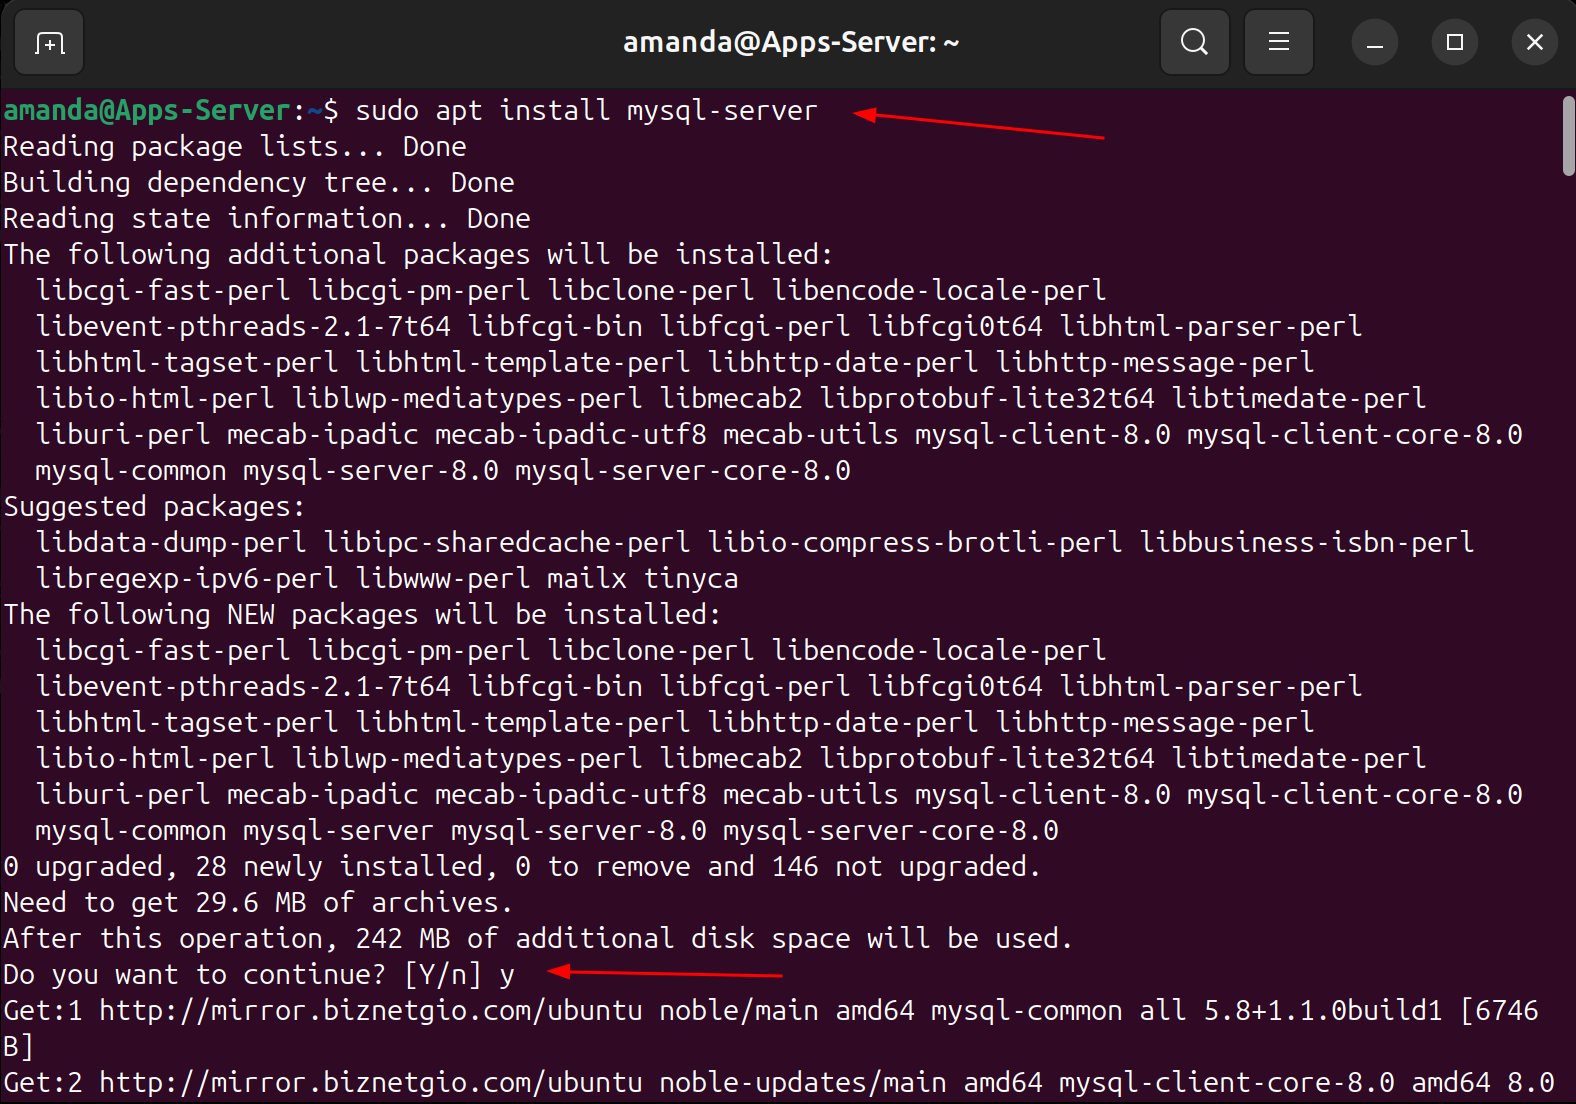 amanda@Apps-Server: ~
amanda@Apps-Server:~$ sudo apt install mysql-server
Reading package lists... Done
Building dependency tree... Done
Reading state information... Done
The following additional packages will be installed:
  libcgi-fast-perl libcgi-pm-perl libclone-perl libencode-locale-perl
  libevent-pthreads-2.1-7t64 libfcgi-bin libfcgi-perl libfcgi0t64 libhtml-parser-perl
  libhtml-tagset-perl libhtml-template-perl libhttp-date-perl libhttp-message-perl
  libio-html-perl liblwp-mediatypes-perl libmecab2 libprotobuf-lite32t64 libtimedate-perl
  liburi-perl mecab-ipadic mecab-ipadic-utf8 mecab-utils mysql-client-8.0 mysql-client-core-8.0
  mysql-common mysql-server-8.0 mysql-server-core-8.0
Suggested packages:
  libdata-dump-perl libipc-sharedcache-perl libio-compress-brotli-perl libbusiness-isbn-perl
  libregexp-ipv6-perl libwww-perl mailx tinyca
The following NEW packages will be installed:
  libcgi-fast-perl libcgi-pm-perl libclone-perl libencode-locale-perl
  libevent-pthreads-2.1-7t64 libfcgi-bin libfcgi-perl libfcgi0t64 libhtml-parser-perl
  libhtml-tagset-perl libhtml-template-perl libhttp-date-perl libhttp-message-perl
  libio-html-perl liblwp-mediatypes-perl libmecab2 libprotobuf-lite32t64 libtimedate-perl
  liburi-perl mecab-ipadic mecab-ipadic-utf8 mecab-utils mysql-client-8.0 mysql-client-core-8.0
  mysql-common mysql-server mysql-server-8.0 mysql-server-core-8.0
0 upgraded, 28 newly installed, 0 to remove and 146 not upgraded.
Need to get 29.6 MB of archives.
After this operation, 242 MB of additional disk space will be used.
Do you want to continue? [Y/n] y
Get:1 http://mirror.biznetgio.com/ubuntu noble/main amd64 mysql-common all 5.8+1.1.0build1 [6746
B]
Get:2 http://mirror.biznetgio.com/ubuntu noble-updates/main amd64 mysql-client-core-8.0 amd64 8.0